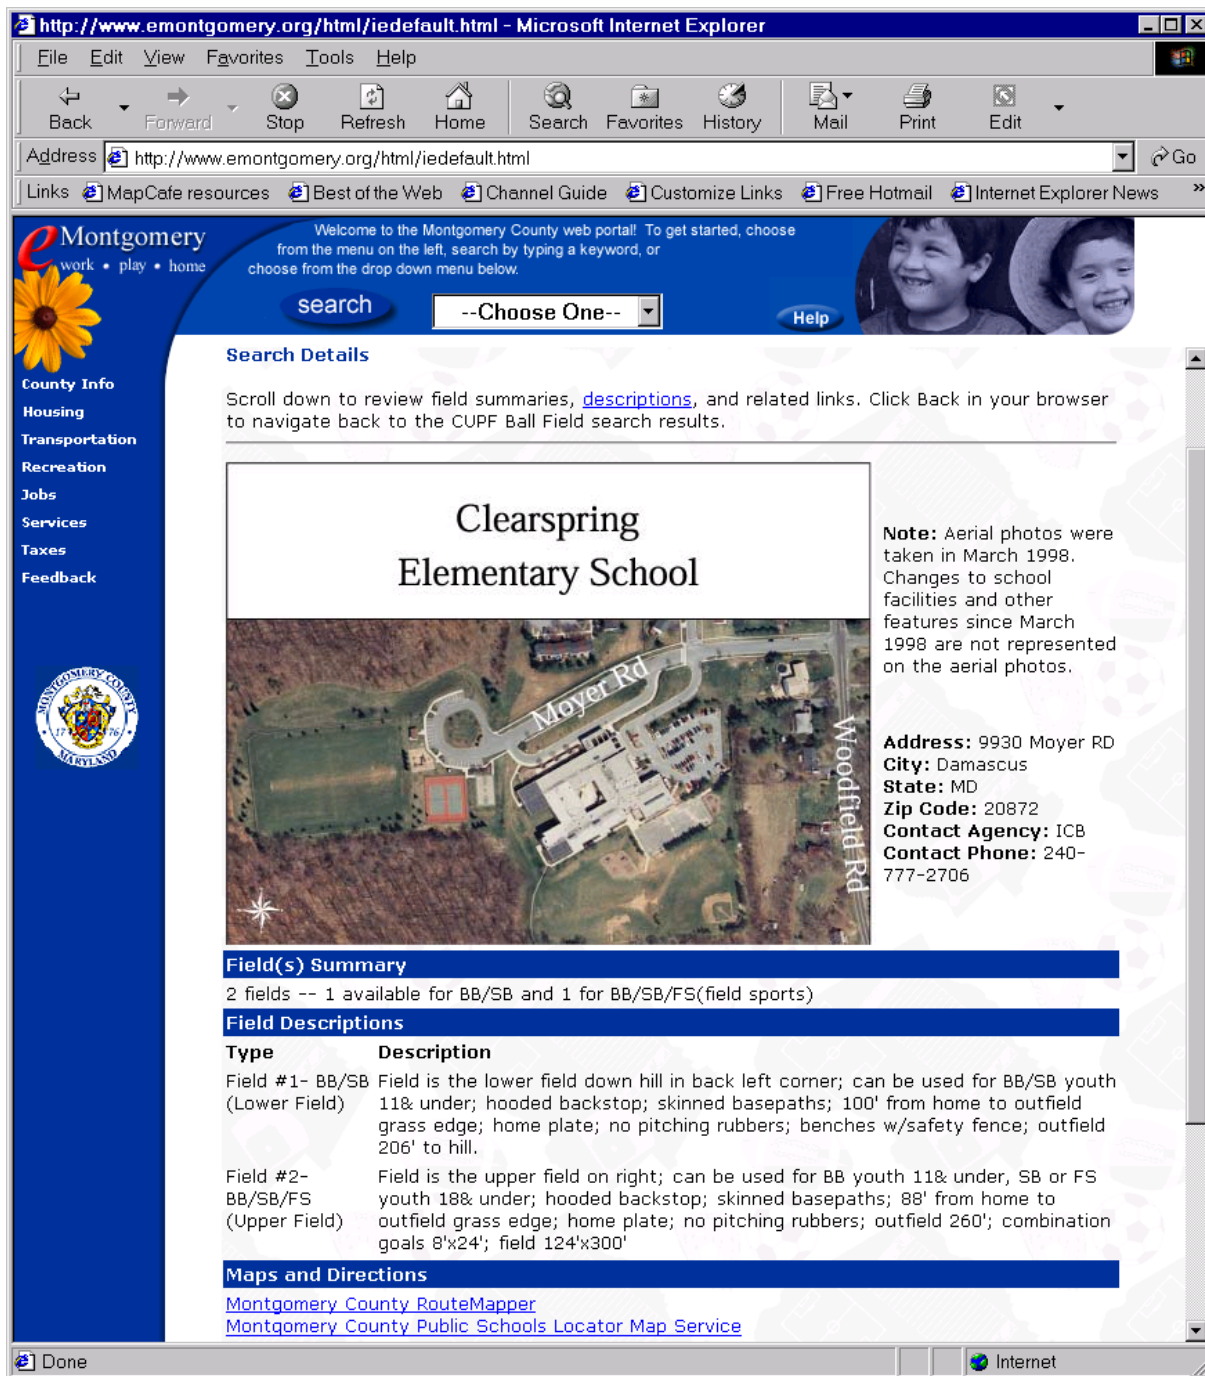 http://www.emontgomery.org/html/iedefault.html - Microsoft Internet Explorer
File Edit View Favorites Tools Help
Back Forward Stop Refresh Home Search Favorites History Mail Print Edit
Address http://www.emontgomery.org/html/iedefault.html Go
Links MapCafe resources Best of the Web Channel Guide Customize Links Free Hotmail Internet Explorer News »
e Montgomery
work • play • home
Welcome to the Montgomery County web portal! To get started, choose
from the menu on the left, search by typing a keyword, or
choose from the drop down menu below.
search --Choose One-- Help
County Info
Housing
Transportation
Recreation
Jobs
Services
Taxes
Feedback
MONTGOMERY COUNTY
17 76
MARYLAND
Search Details
Scroll down to review field summaries, descriptions, and related links. Click Back in your browser
to navigate back to the CUPF Ball Field search results.
Clearspring
Elementary School
Moyer Rd
Woodfield Rd
Note: Aerial photos were
taken in March 1998.
Changes to school
facilities and other
features since March
1998 are not represented
on the aerial photos.
Address: 9930 Moyer RD
City: Damascus
State: MD
Zip Code: 20872
Contact Agency: ICB
Contact Phone: 240-
777-2706
Field(s) Summary
2 fields -- 1 available for BB/SB and 1 for BB/SB/FS(field sports)
Field Descriptions
Type Description
Field #1- BB/SB Field is the lower field down hill in back left corner; can be used for BB/SB youth
(Lower Field) 11& under; hooded backstop; skinned basepaths; 100' from home to outfield
grass edge; home plate; no pitching rubbers; benches w/safety fence; outfield
206' to hill.
Field #2- Field is the upper field on right; can be used for BB youth 11& under, SB or FS
BB/SB/FS youth 18& under; hooded backstop; skinned basepaths; 88' from home to
(Upper Field) outfield grass edge; home plate; no pitching rubbers; outfield 260'; combination
goals 8'x24'; field 124'x300'
Maps and Directions
Montgomery County RouteMapper
Montgomery County Public Schools Locator Map Service
Done Internet